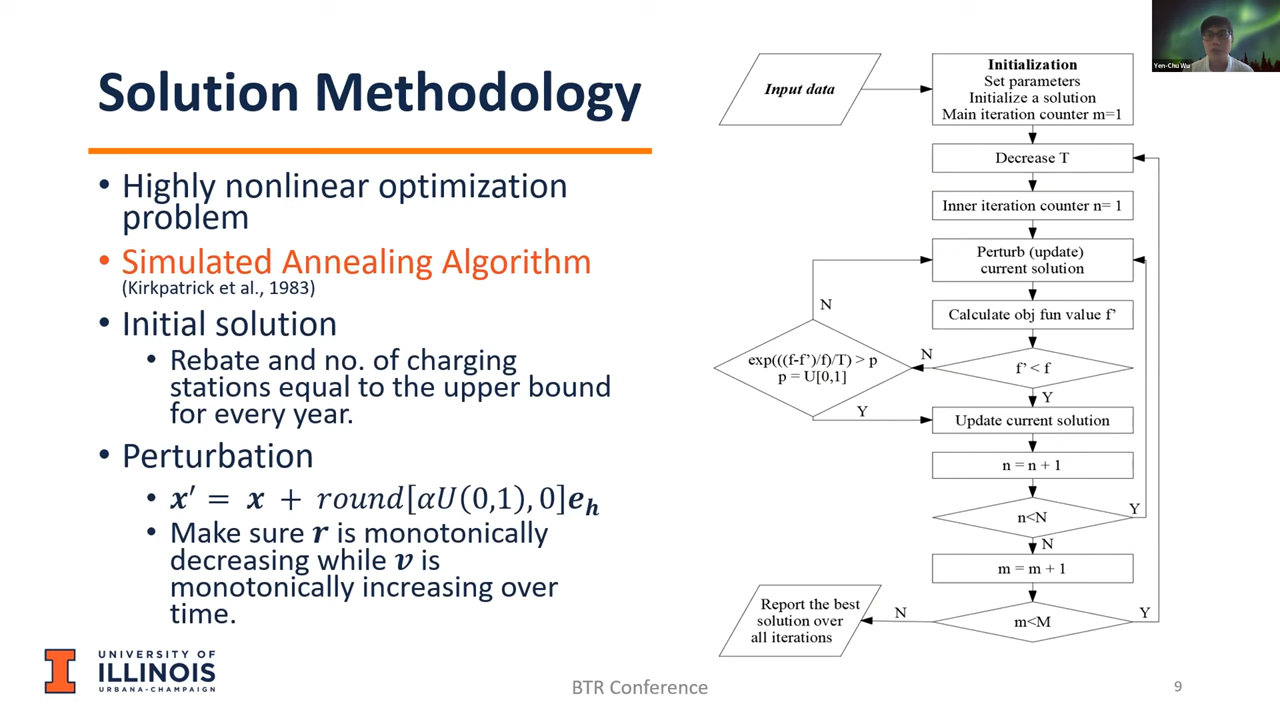 Solution Methodology
• Highly nonlinear optimization
problem
• Simulated Annealing Algorithm
(Kirkpatrick et al., 1983)
• Initial solution
• Rebate and no. of charging
stations equal to the upper bound
for every year.
• Perturbation
• x′ = x + round[αU(0,1), 0]eₕ
• Make sure r is monotonically
decreasing while v is
monotonically increasing over
time.
Input data
Initialization
Set parameters
Initialize a solution
Main iteration counter m=1
Decrease T
Inner iteration counter n= 1
Perturb (update)
current solution
N
Calculate obj fun value f'
exp(((f-f')/f)/T) > p
p = U[0,1]
N
f' < f
Y
Y
Update current solution
n = n + 1
n<N
Y
N
m = m + 1
Report the best
solution over
all iterations
N
m<M
Y
Yen-Chu Wu
I
UNIVERSITY OF
ILLINOIS
URBANA-CHAMPAIGN
BTR Conference
9